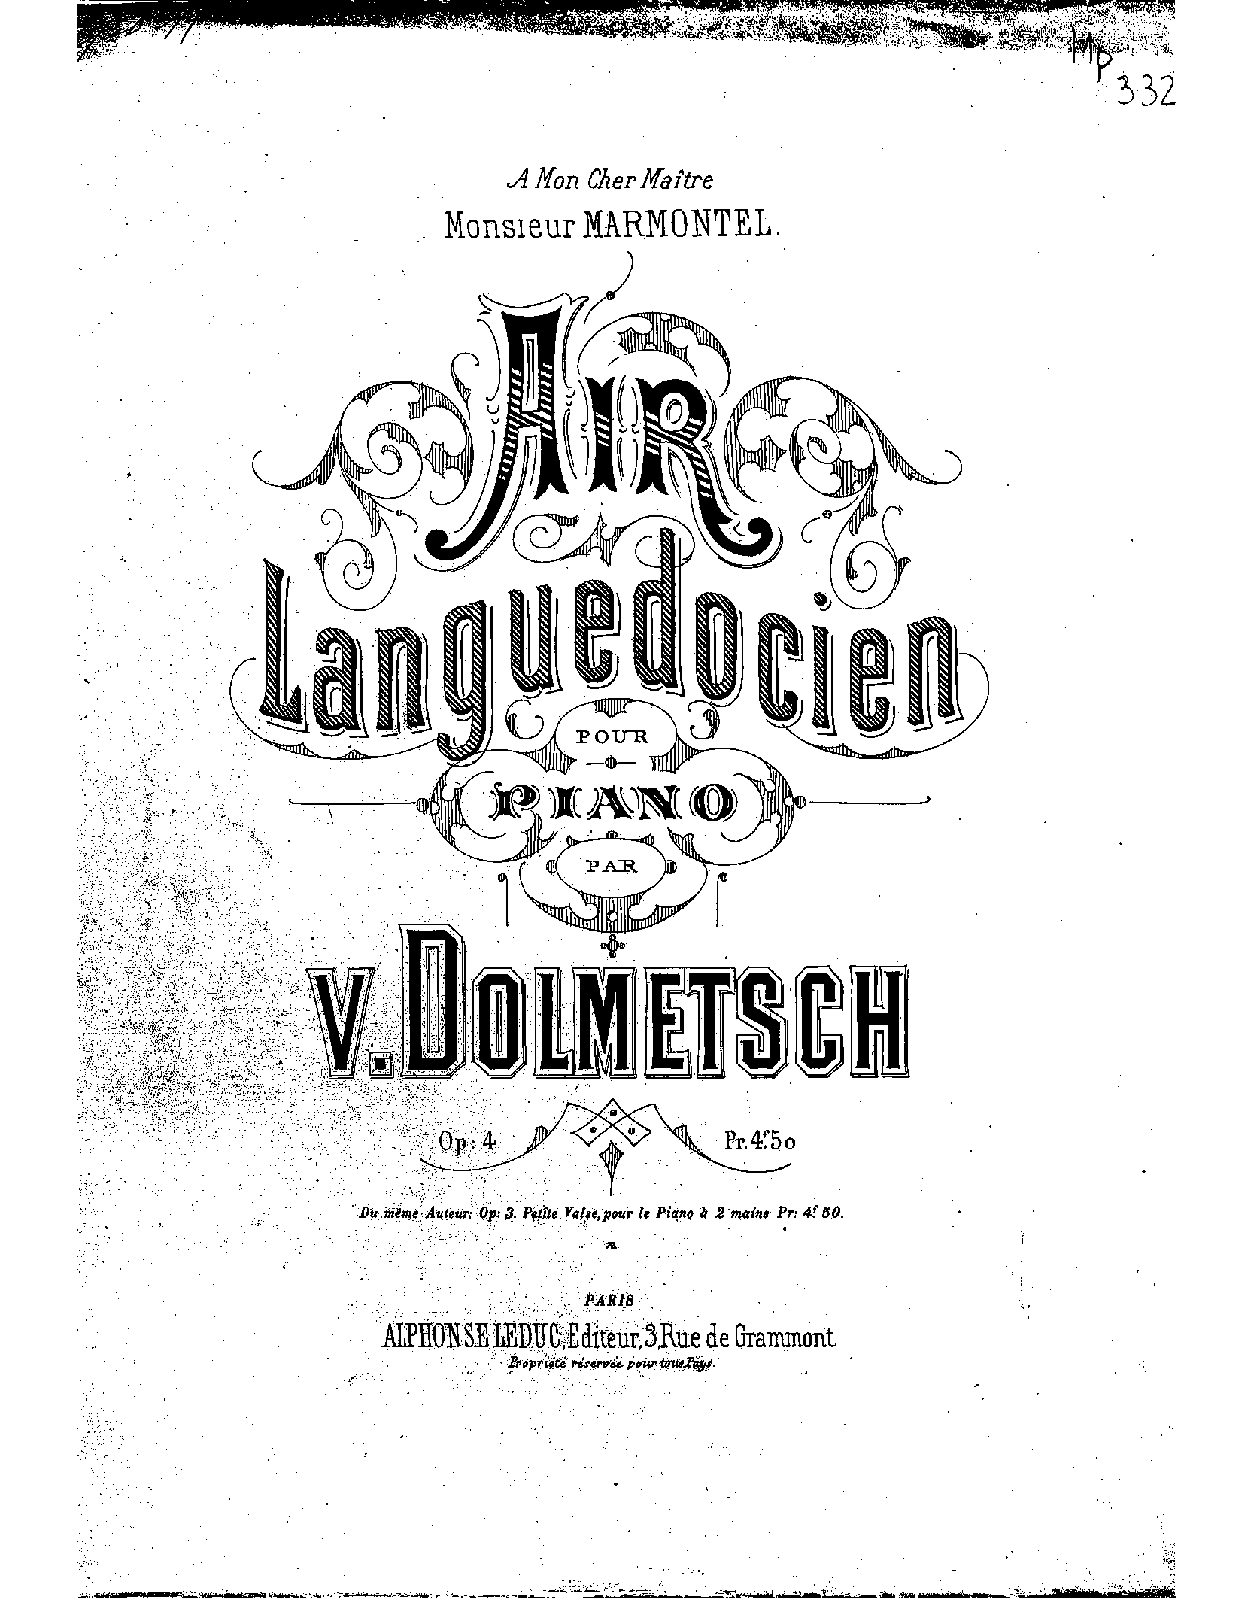 Mp
332
A Mon Cher Maître
Monsieur MARMONTEL.
AIR
Languedocien
POUR
PIANO
PAR
V. DOLMETSCH
Op: 4 Pr. 4f 50
Du même Auteur: Op: 3. Petite Valse, pour le Piano à 2 mains Pr: 4f 50.
PARIS
ALPHONSE LEDUC, Editeur, 3, Rue de Grammont
Propriété réservée pour tous Pays.